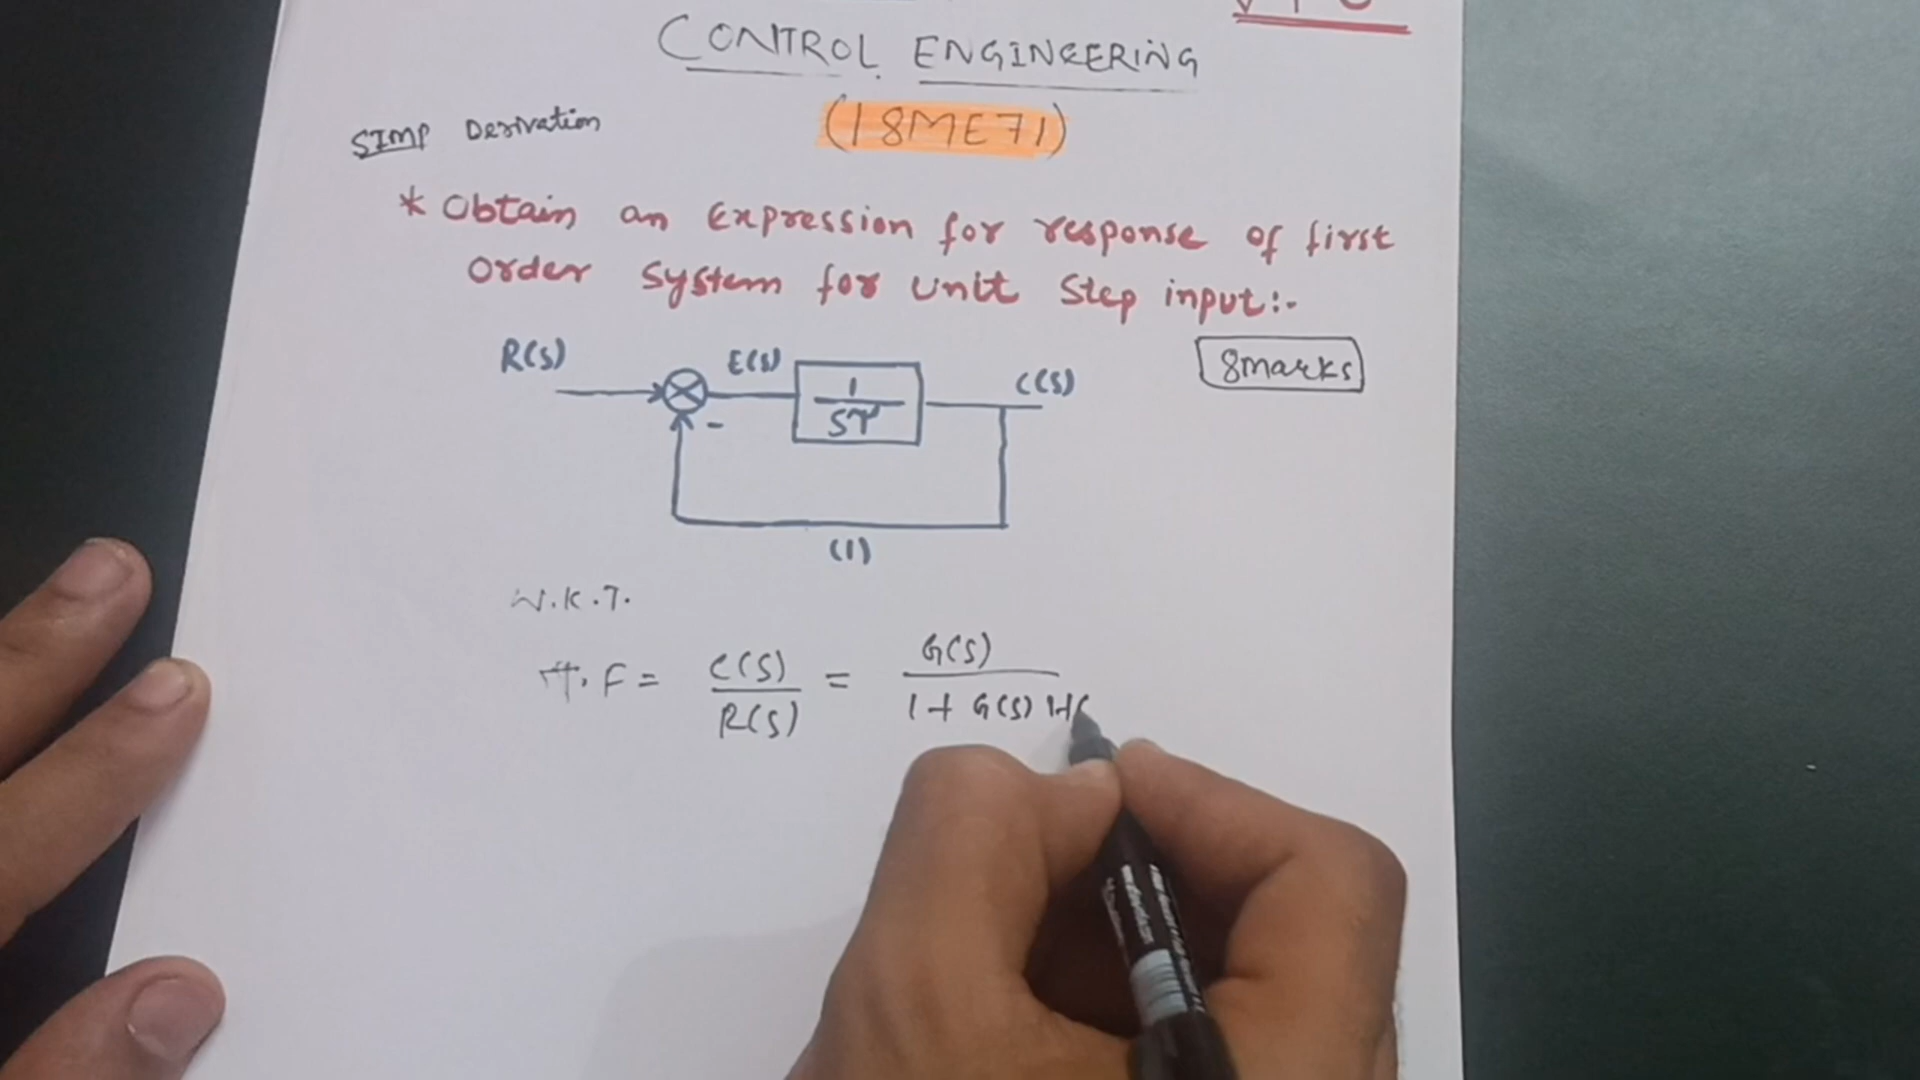 CONTROL ENGINEERING
(18ME71)
SIMP Derivation
* Obtain an Expression for response of first
order system for unit step input:-
8marks
R(S) E(S) 1/Sτ C(S)
-
(1)
W.K.T.
T.F = C(S)/R(S) = G(S)/1+G(S)H(